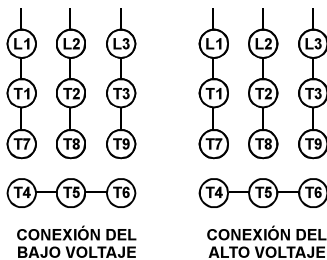 L1 L2 L3 L1 L2 L3
T1 T2 T3 T1 T2 T3
T7 T8 T9 T7 T8 T9
T4 T5 T6 T4 T5 T6
CONEXIÓN DEL
BAJO VOLTAJE
CONEXIÓN DEL
ALTO VOLTAJE